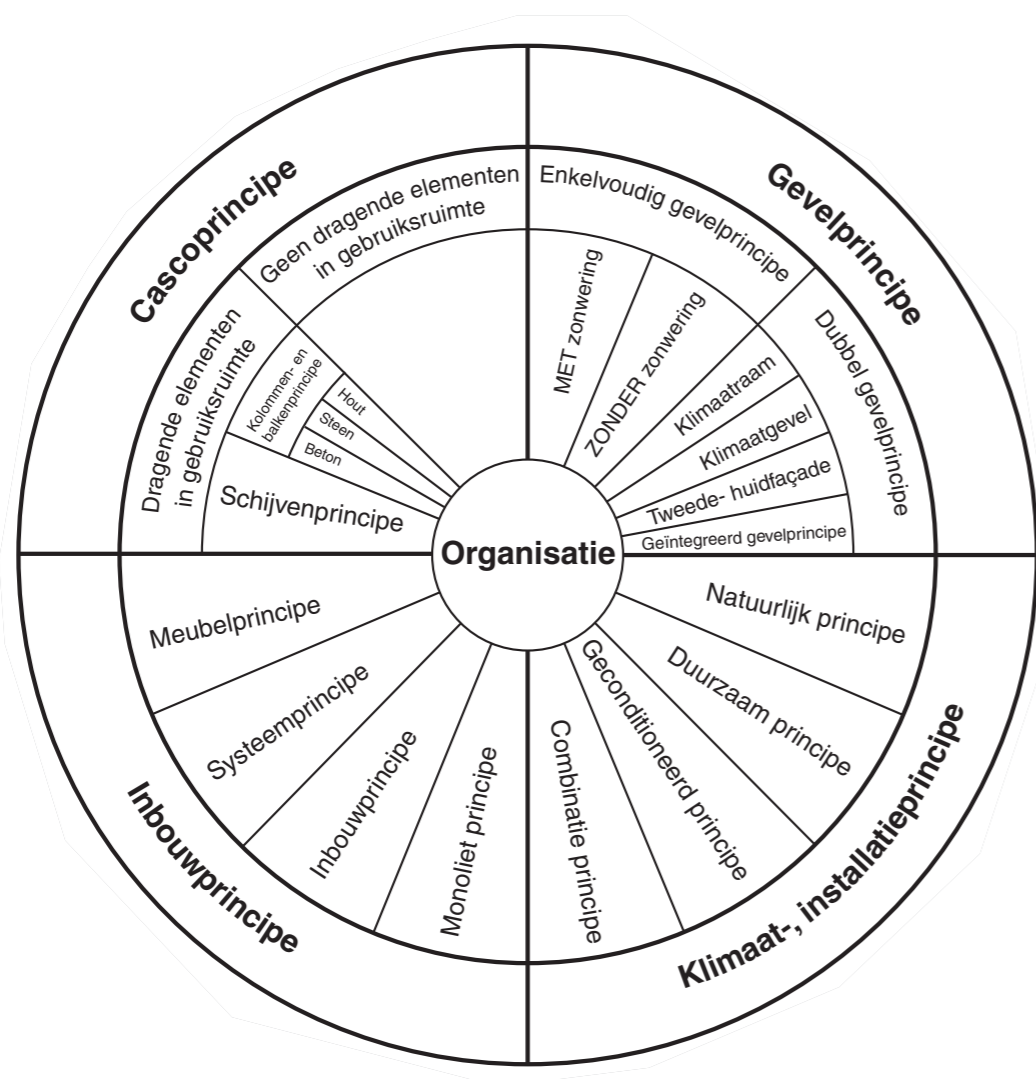 Cascoprincipe
Geen dragende elementen
in gebruiksruimte
Dragende elementen
in gebruiksruimte
Kolommen- en
balkenprincipe
Hout
Steen
Beton
Schijvenprincipe
Gevelprincipe
Enkelvoudig gevelprincipe
MET zonwering
ZONDER zonwering
Dubbel gevelprincipe
Klimaatraam
Klimaatgevel
Tweede- huidfaçade
Geïntegreerd gevelprincipe
Organisatie
Inbouwprincipe
Meubelprincipe
Systeemprincipe
Inbouwprincipe
Monoliet principe
Klimaat-, installatieprincipe
Natuurlijk principe
Duurzaam principe
Geconditioneerd principe
Combinatie principe